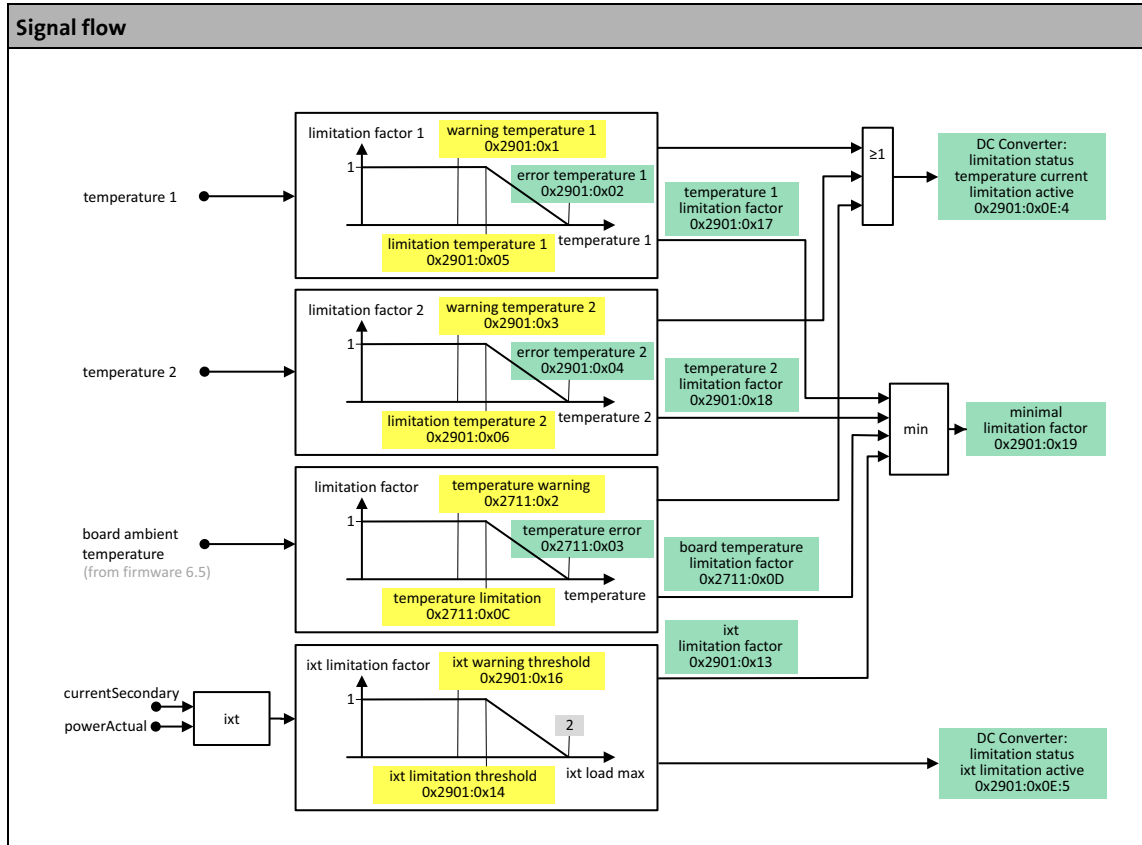 Signal flow
limitation factor 1
warning temperature 1
0x2901:0x1
1
error temperature 1
0x2901:0x02
temperature 1
limitation temperature 1
0x2901:0x05
temperature 1
temperature 1
limitation factor
0x2901:0x17
≥1
DC Converter:
limitation status
temperature current
limitation active
0x2901:0x0E:4
limitation factor 2
warning temperature 2
0x2901:0x3
1
error temperature 2
0x2901:0x04
temperature 2
limitation temperature 2
0x2901:0x06
temperature 2
temperature 2
limitation factor
0x2901:0x18
min
minimal
limitation factor
0x2901:0x19
limitation factor
temperature warning
0x2711:0x2
1
temperature error
0x2711:0x03
board ambient
temperature
(from firmware 6.5)
temperature limitation
0x2711:0x0C
temperature
board temperature
limitation factor
0x2711:0x0D
ixt
limitation factor
0x2901:0x13
ixt limitation factor
ixt warning threshold
0x2901:0x16
currentSecondary
powerActual
ixt
1
2
ixt limitation threshold
0x2901:0x14
ixt load max
DC Converter:
limitation status
ixt limitation active
0x2901:0x0E:5